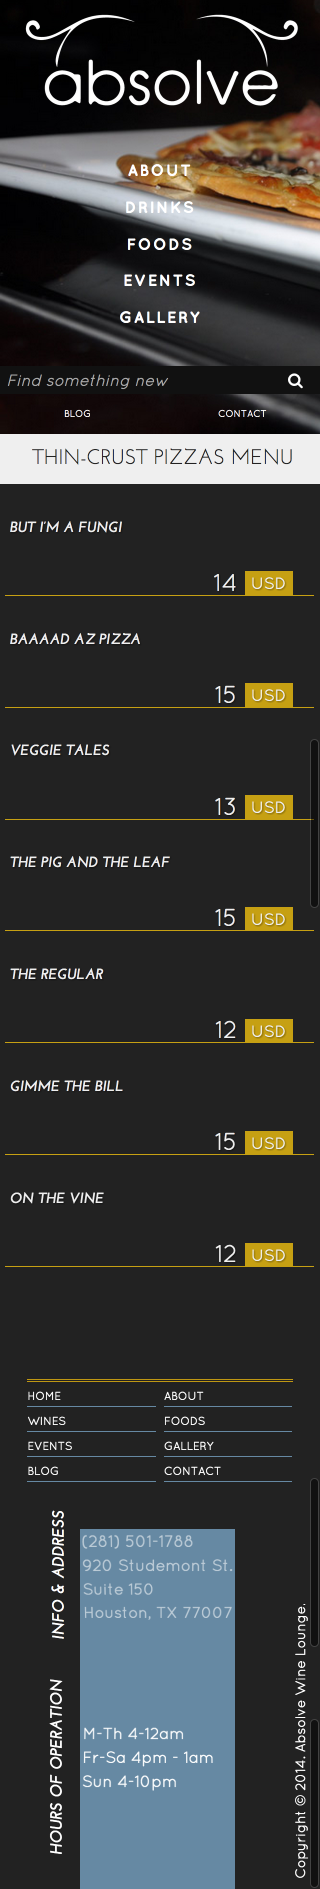 absolve
ABOUT
DRINKS
FOODS
EVENTS
GALLERY
Find something new
BLOG CONTACT
THIN-CRUST PIZZAS MENU
BUT I'M A FUNGI
14 USD
BAAAAD AZ PIZZA
15 USD
VEGGIE TALES
13 USD
THE PIG AND THE LEAF
15 USD
THE REGULAR
12 USD
GIMME THE BILL
15 USD
ON THE VINE
12 USD
HOME ABOUT
WINES FOODS
EVENTS GALLERY
BLOG CONTACT
INFO & ADDRESS
(281) 501-1788
920 Studemont St.
Suite 150
Houston, TX 77007
HOURS OF OPERATION
M-Th 4-12am
Fr-Sa 4pm - 1am
Sun 4-10pm
Copyright © 2014. Absolve Wine Lounge.